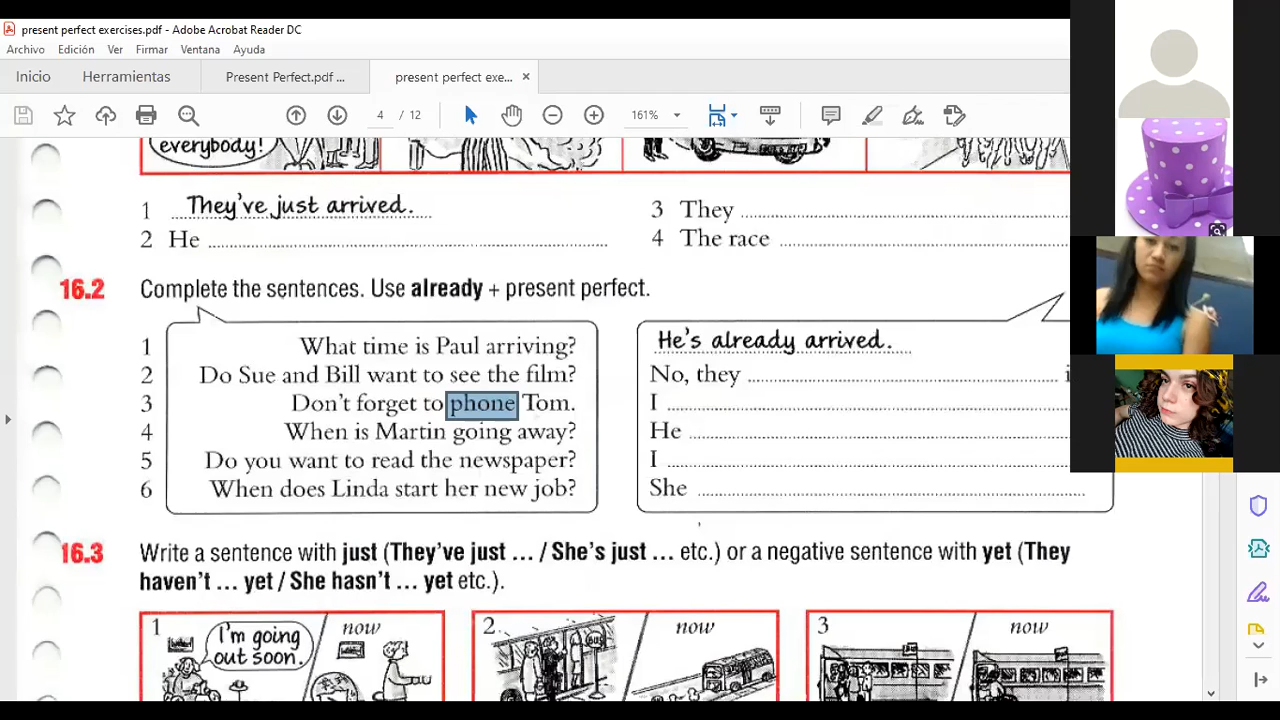 present perfect exercises.pdf - Adobe Acrobat Reader DC
Archivo Edición Ver Firmar Ventana Ayuda
Inicio Herramientas Present Perfect.pdf ... present perfect exe... ×
4 / 12 161%
everybody!
1 They've just arrived.
2 He
3 They
4 The race
16.2 Complete the sentences. Use already + present perfect.
1 What time is Paul arriving?
2 Do Sue and Bill want to see the film?
3 Don't forget to phone Tom.
4 When is Martin going away?
5 Do you want to read the newspaper?
6 When does Linda start her new job?
He's already arrived.
No, they
I
He
I
She
16.3 Write a sentence with just (They've just ... / She's just ... etc.) or a negative sentence with yet (They
haven't ... yet / She hasn't ... yet etc.).
1 I'm going
out soon.
now
2 now
3 now